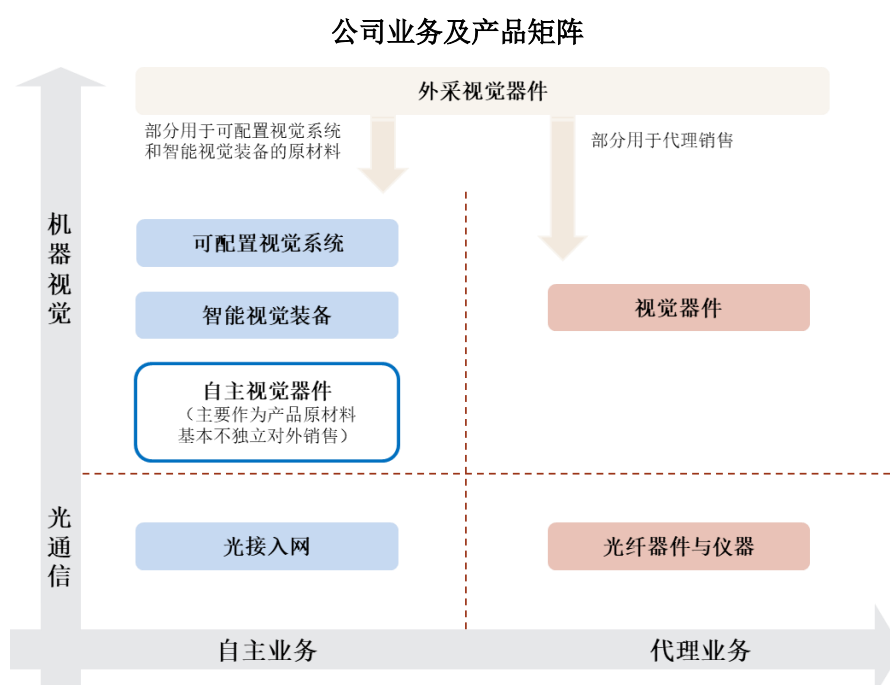 公司业务及产品矩阵
外采视觉器件
部分用于可配置视觉系统
和智能视觉装备的原材料
部分用于代理销售
机器视觉
可配置视觉系统
智能视觉装备
视觉器件
自主视觉器件
（主要作为产品原材料
基本不独立对外销售）
光通信
光接入网
光纤器件与仪器
自主业务
代理业务